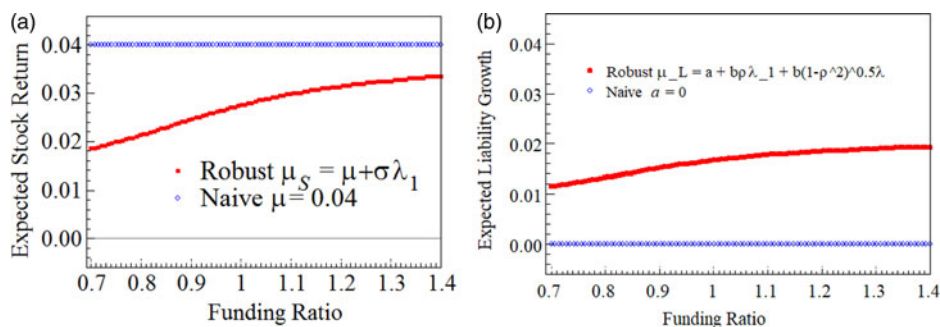 (a)
Expected Stock Return
0.04
0.03
0.02
0.01
0.00
Robust μ_S = μ+σλ₁
Naive μ= 0.04
0.7 0.8 0.9 1 1.1 1.2 1.3 1.4
Funding Ratio
(b)
Expected Liability Growth
0.04
0.03
0.02
0.01
0.00
Robust μ_L = a + bρλ_1 + b(1-ρ^2)^0.5λ
Naive a = 0
0.7 0.8 0.9 1 1.1 1.2 1.3 1.4
Funding Ratio